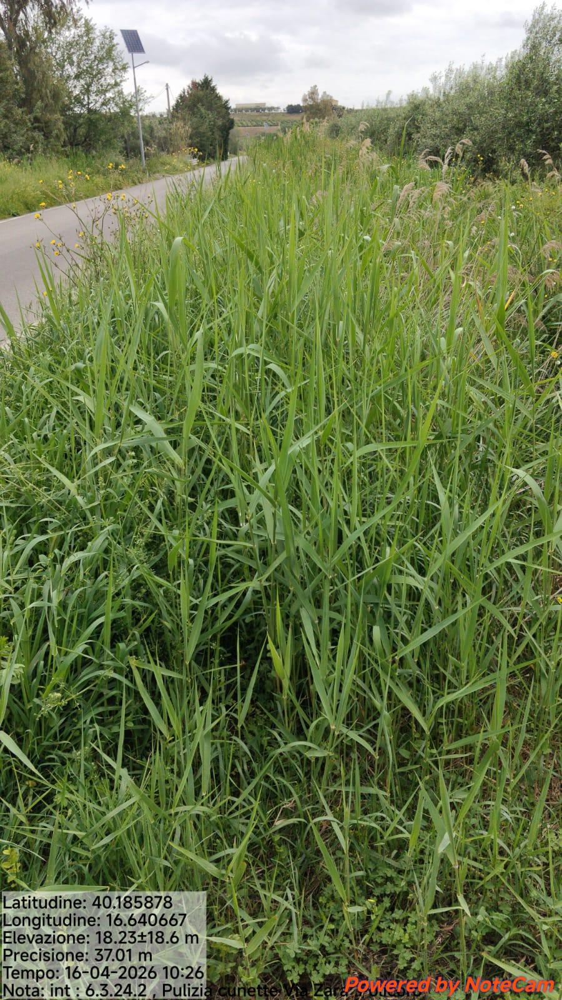 Latitudine: 40.185878
Longitudine: 16.640667
Elevazione: 18.23±18.6 m
Precisione: 37.01 m
Tempo: 16-04-2026 10:26
Nota: int : 6.3.24.2 , Pulizia cunette Via Zara
Powered by NoteCam